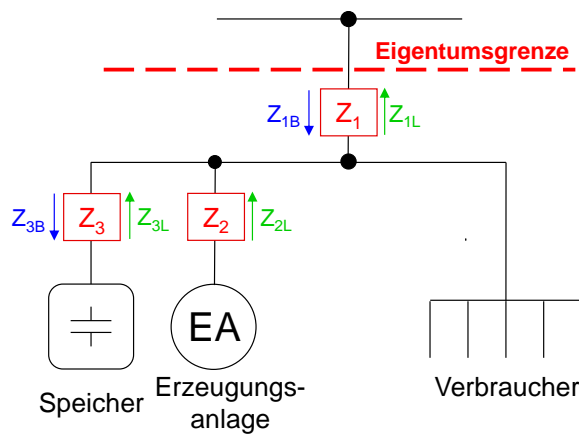 Eigentumsgrenze
Z1B Z1 Z1L
Z3B Z3 Z3L Z2 Z2L
EA
Speicher
Erzeugungs-
anlage
Verbraucher